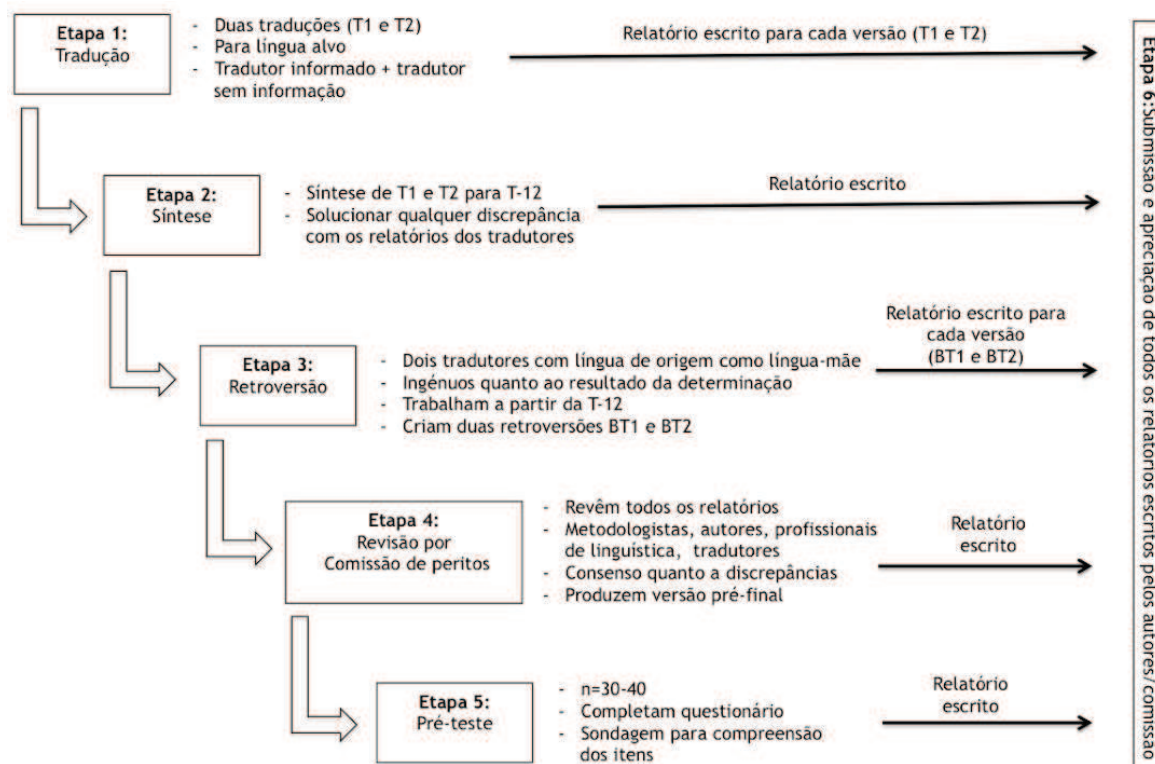 Etapa 1:
Tradução
- Duas traduções (T1 e T2)
- Para língua alvo
- Tradutor informado + tradutor
sem informação
Relatório escrito para cada versão (T1 e T2)
Etapa 2:
Síntese
- Síntese de T1 e T2 para T-12
- Solucionar qualquer discrepância
com os relatórios dos tradutores
Relatório escrito
Etapa 3:
Retroversão
- Dois tradutores com língua de origem como língua-mãe
- Ingénuos quanto ao resultado da determinação
- Trabalham a partir da T-12
- Criam duas retroversões BT1 e BT2
Relatório escrito para
cada versão
(BT1 e BT2)
Etapa 4:
Revisão por
Comissão de peritos
- Revêm todos os relatórios
- Metodologistas, autores, profissionais
de linguística, tradutores
- Consenso quanto a discrepâncias
- Produzem versão pré-final
Relatório
escrito
Etapa 5:
Pré-teste
- n=30-40
- Completam questionário
- Sondagem para compreensão
dos itens
Relatório
escrito
Etapa 6:Submissão e apreciação de todos os relatórios escritos pelos autores/comissão